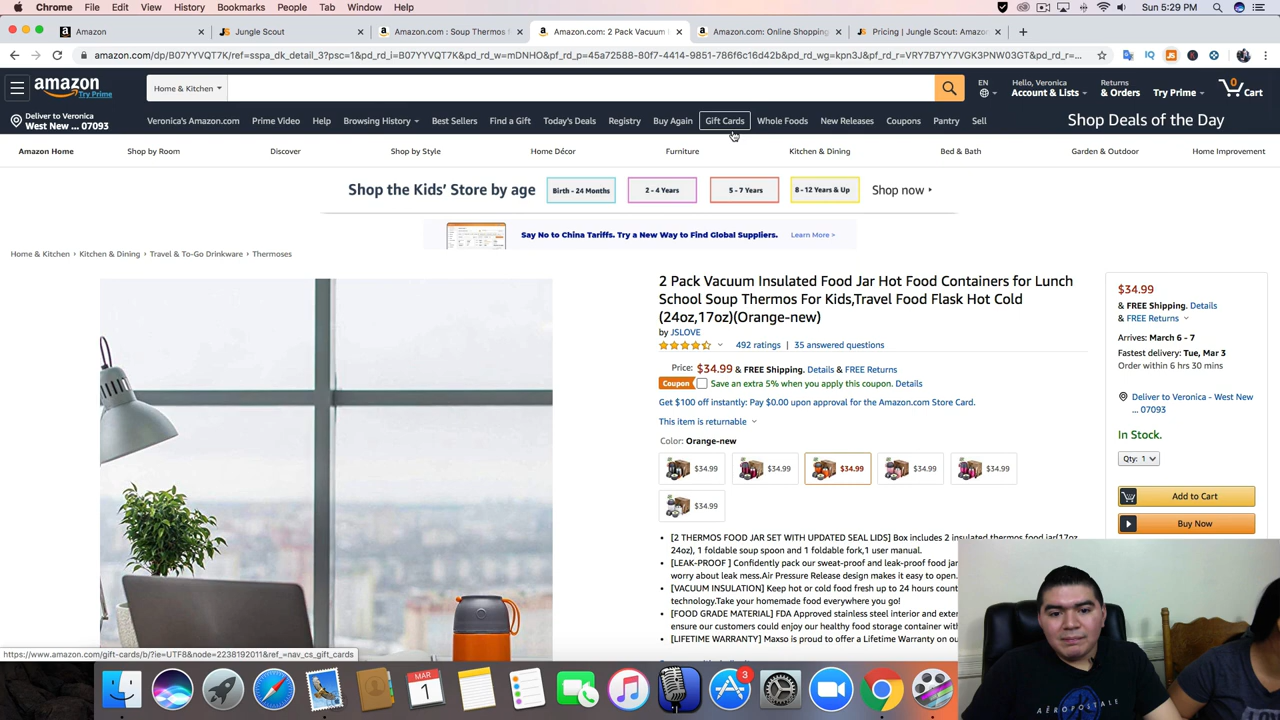 Chrome File Edit View History Bookmarks People Tab Window Help
Sun 5:29 PM
Amazon
Jungle Scout
Amazon.com : Soup Thermos F
Amazon.com: 2 Pack Vacuum
Amazon.com: Online Shopping
Pricing | Jungle Scout: Amazo
amazon.com/dp/B07YYVQT7K/ref=sspa_dk_detail_3?psc=1&pd_rd_i=B07YYVQT7K&pd_rd_w=mDNHO&pf_rd_p=45a72588-80f7-4414-9851-786f6c16d42b&pd_rd_wg=kpn3J&pf_rd_r=VRY7B7YY7VGK3PNW03GT&pd_r=...
amazon
Try Prime
Home & Kitchen
EN
Hello, Veronica
Account & Lists
Returns
& Orders
Try Prime
0
Cart
Deliver to Veronica
West New ... 07093
Veronica's Amazon.com Prime Video Help Browsing History Best Sellers Find a Gift Today's Deals Registry Buy Again Gift Cards Whole Foods New Releases Coupons Pantry Sell
Shop Deals of the Day
Amazon Home Shop by Room Discover Shop by Style Home Décor Furniture Kitchen & Dining Bed & Bath Garden & Outdoor Home Improvement
Shop the Kids' Store by age Birth - 24 Months 2 - 4 Years 5 - 7 Years 8 - 12 Years & Up Shop now
Say No to China Tariffs. Try a New Way to Find Global Suppliers. Learn More >
Home & Kitchen › Kitchen & Dining › Travel & To-Go Drinkware › Thermoses
2 Pack Vacuum Insulated Food Jar Hot Food Containers for Lunch
School Soup Thermos For Kids,Travel Food Flask Hot Cold
(24oz,17oz)(Orange-new)
by JSLOVE
492 ratings | 35 answered questions
Price: $34.99 & FREE Shipping. Details & FREE Returns
Coupon Save an extra 5% when you apply this coupon. Details
Get $100 off instantly: Pay $0.00 upon approval for the Amazon.com Store Card.
This item is returnable
Color: Orange-new
$34.99 $34.99 $34.99 $34.99 $34.99
$34.99
• [2 THERMOS FOOD JAR SET WITH UPDATED SEAL LIDS] Box includes 2 insulated thermos food jar(17oz
24oz), 1 foldable soup spoon and 1 foldable fork,1 user manual.
• [LEAK-PROOF ] Confidently pack our sweat-proof and leak-proof food jar
worry about leak mess.Air Pressure Release design makes it easy to open.
• [VACUUM INSULATION] Keep hot or cold food fresh up to 24 hours count
technology.Take your homemade food everywhere you go!
• [FOOD GRADE MATERIAL] FDA Approved stainless steel interior and exter
ensure our customers could enjoy our healthy food storage container with
• [LIFETIME WARRANTY] Maxso is proud to offer a Lifetime Warranty on ou
$34.99
& FREE Shipping. Details
& FREE Returns
Arrives: March 6 - 7
Fastest delivery: Tue, Mar 3
Order within 6 hrs 30 mins
Deliver to Veronica - West New
... 07093
In Stock.
Qty: 1
Add to Cart
Buy Now
https://www.amazon.com/gift-cards/b/?ie=UTF8&node=2238192011&ref_=nav_cs_gift_cards
MAR
1
3
AÉROPOSTALE